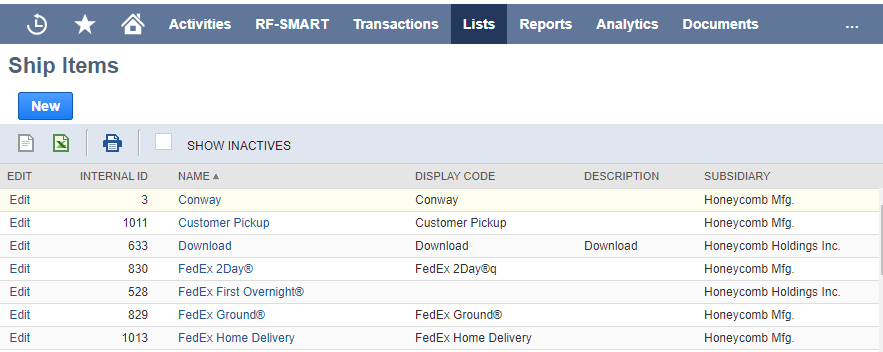 Activities RF-SMART Transactions Lists Reports Analytics Documents ...
Ship Items
New
SHOW INACTIVES
EDIT INTERNAL ID NAME ▲ DISPLAY CODE DESCRIPTION SUBSIDIARY
Edit 3 Conway Conway Honeycomb Mfg.
Edit 1011 Customer Pickup Customer Pickup Honeycomb Mfg.
Edit 633 Download Download Download Honeycomb Holdings Inc.
Edit 830 FedEx 2Day® FedEx 2Day®q Honeycomb Mfg.
Edit 528 FedEx First Overnight® Honeycomb Holdings Inc.
Edit 829 FedEx Ground® FedEx Ground® Honeycomb Mfg.
Edit 1013 FedEx Home Delivery FedEx Home Delivery Honeycomb Mfg.